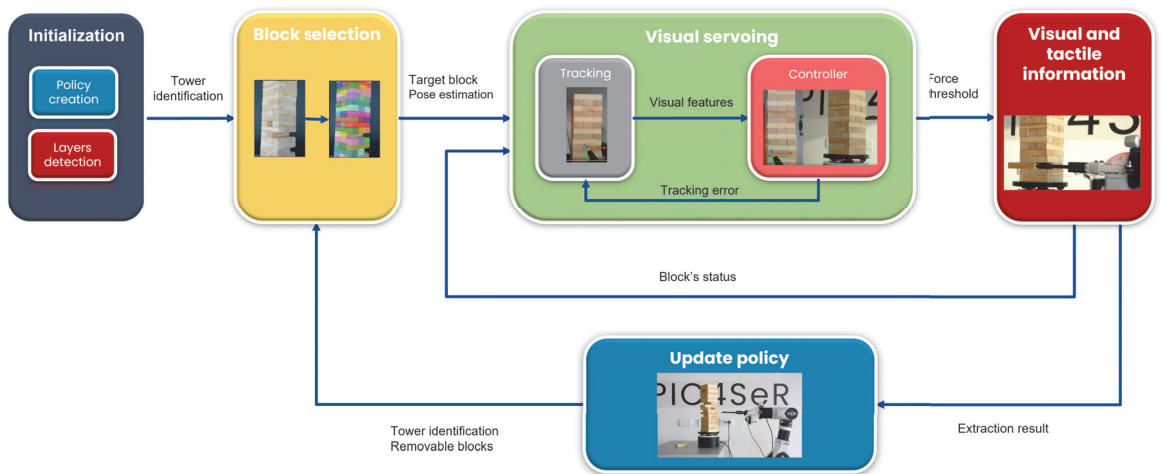 Initialization
Policy
creation
Layers
detection
Tower
identification
Block selection
Target block
Pose estimation
Visual servoing
Tracking
Visual features
Controller
PIC4
Tracking error
Force
threshold
Visual and
tactile
information
PIC4S
Block's status
Update policy
PIC4SeR
Tower identification
Removable blocks
Extraction result